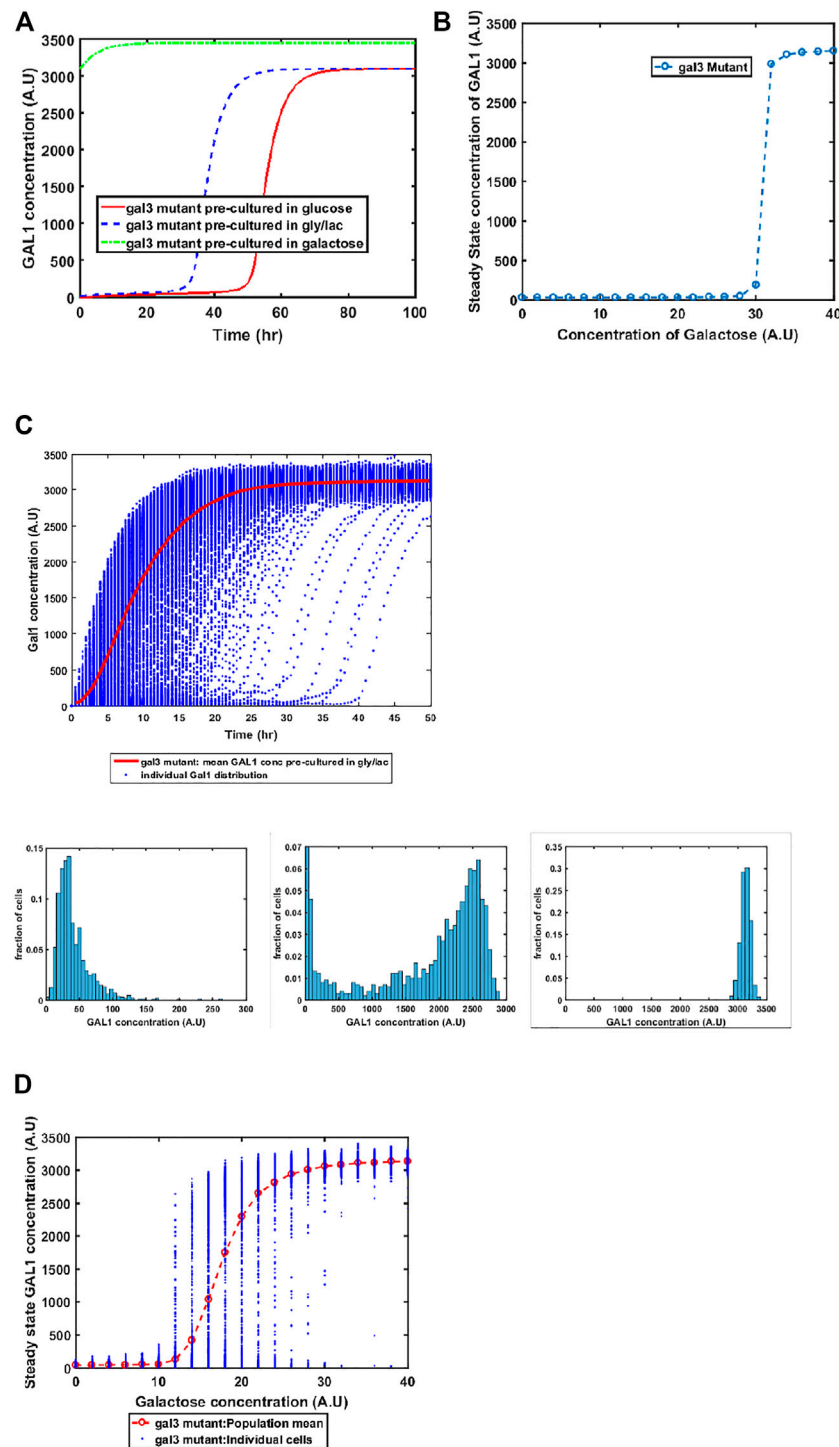 A
GAL1 concentration (A.U)
3500
3000
2500
2000
1500
1000
500
0
gal3 mutant pre-cultured in glucose
gal3 mutant pre-cultured in gly/lac
gal3 mutant pre-cultured in galactose
0 20 40 60 80 100
Time (hr)
B
Steady State concentration of GAL1 (A.U)
3500
3000
2500
2000
1500
1000
500
0
gal3 Mutant
0 10 20 30 40
Concentration of Galactose (A.U)
C
Gal1 concentration (A.U)
3500
3000
2500
2000
1500
1000
500
0
0 5 10 15 20 25 30 35 40 45 50
Time (hr)
gal3 mutant: mean GAL1 conc pre-cultured in gly/lac
individual Gal1 distribution
fraction of cells
0.15
0.1
0.05
0
0 50 100 150 200 250 300
GAL1 concentration (A.U)
fraction of cells
0.07
0.06
0.05
0.04
0.03
0.02
0.01
0
0 500 1000 1500 2000 2500 3000
GAL1 concentration (A.U)
fraction of cells
0.35
0.3
0.25
0.2
0.15
0.1
0.05
0
0 500 1000 1500 2000 2500 3000 3500
GAL1 concentration (A.U)
D
Steady state GAL1 concentration (A.U)
3500
3000
2500
2000
1500
1000
500
0
0 10 20 30 40
Galactose concentration (A.U)
gal3 mutant:Population mean
gal3 mutant:Individual cells